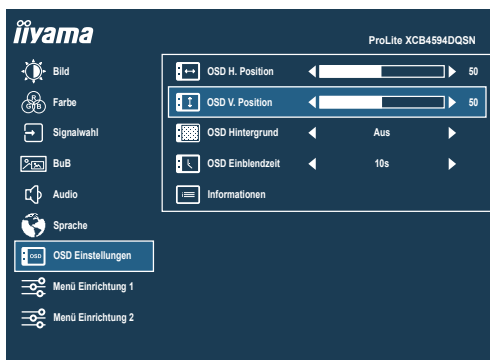 iiyama
ProLite XCB4594DQSN
Bild
Farbe
R
G B
Signalwahl
BuB
Audio
Sprache
OSD
OSD Einstellungen
Menü Einrichtung 1
Menü Einrichtung 2
OSD H. Position
50
OSD V. Position
50
OSD Hintergrund
Aus
OSD Einblendzeit
10s
Informationen